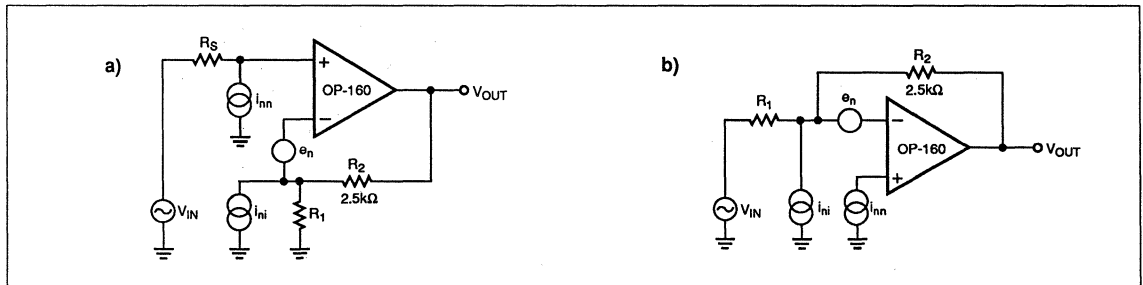 a)
RS
inn
+
OP-160
−
VOUT
en
R2
2.5kΩ
VIN
ini
R1
b)
R2
2.5kΩ
R1
en
−
OP-160
+
VOUT
VIN
ini
inn